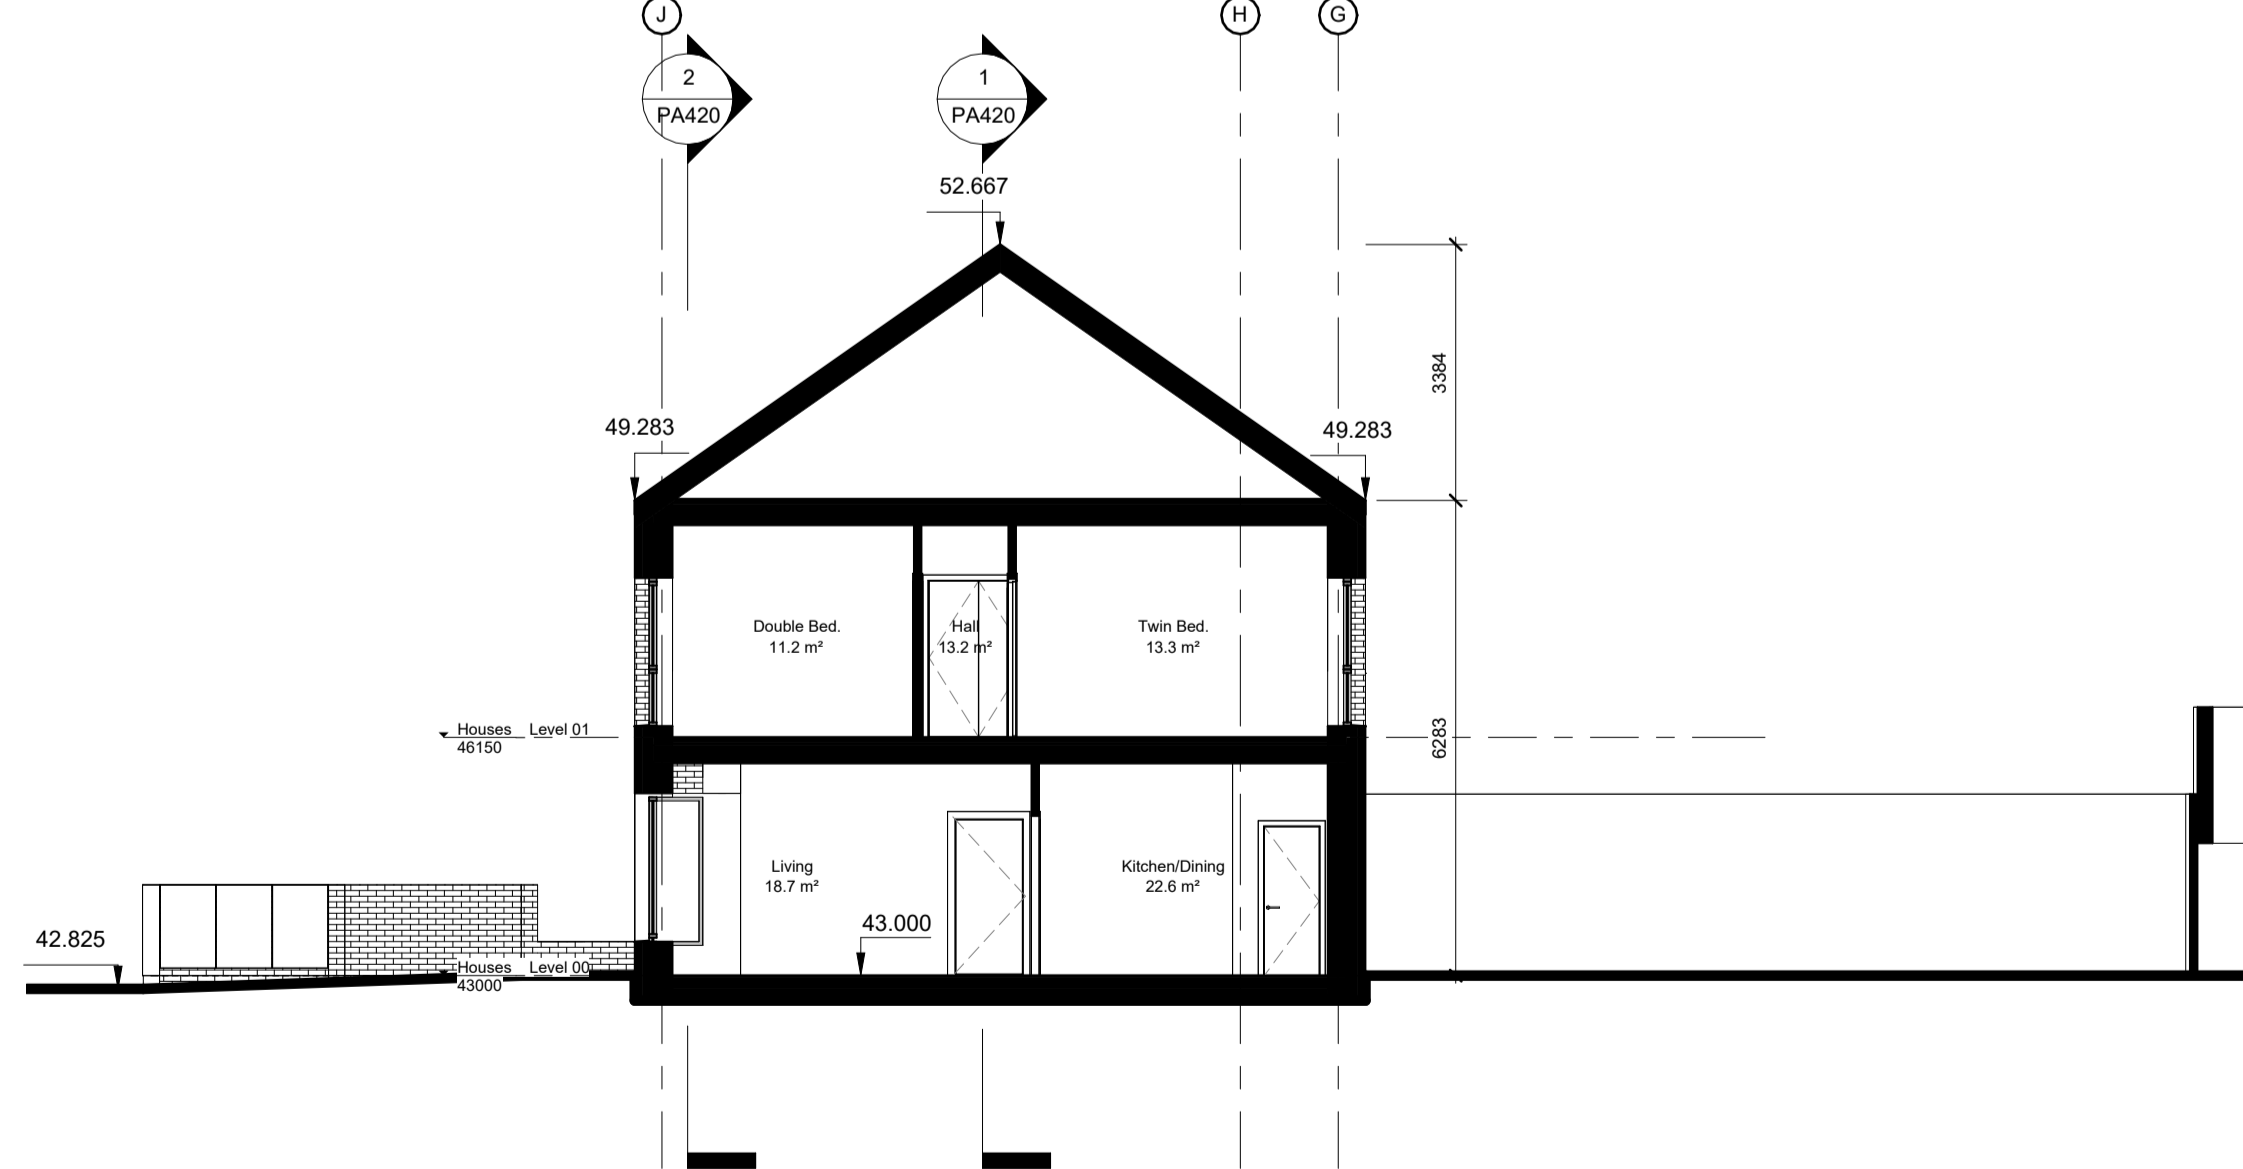 J
H
G
2
PA420
1
PA420
52.667
3384
49.283
49.283
Double Bed.
11.2 m²
Hall
13.2 m²
Twin Bed.
13.3 m²
Houses Level 01
46150
6283
Living
18.7 m²
Kitchen/Dining
22.6 m²
43.000
42.825
Houses Level 00
43000